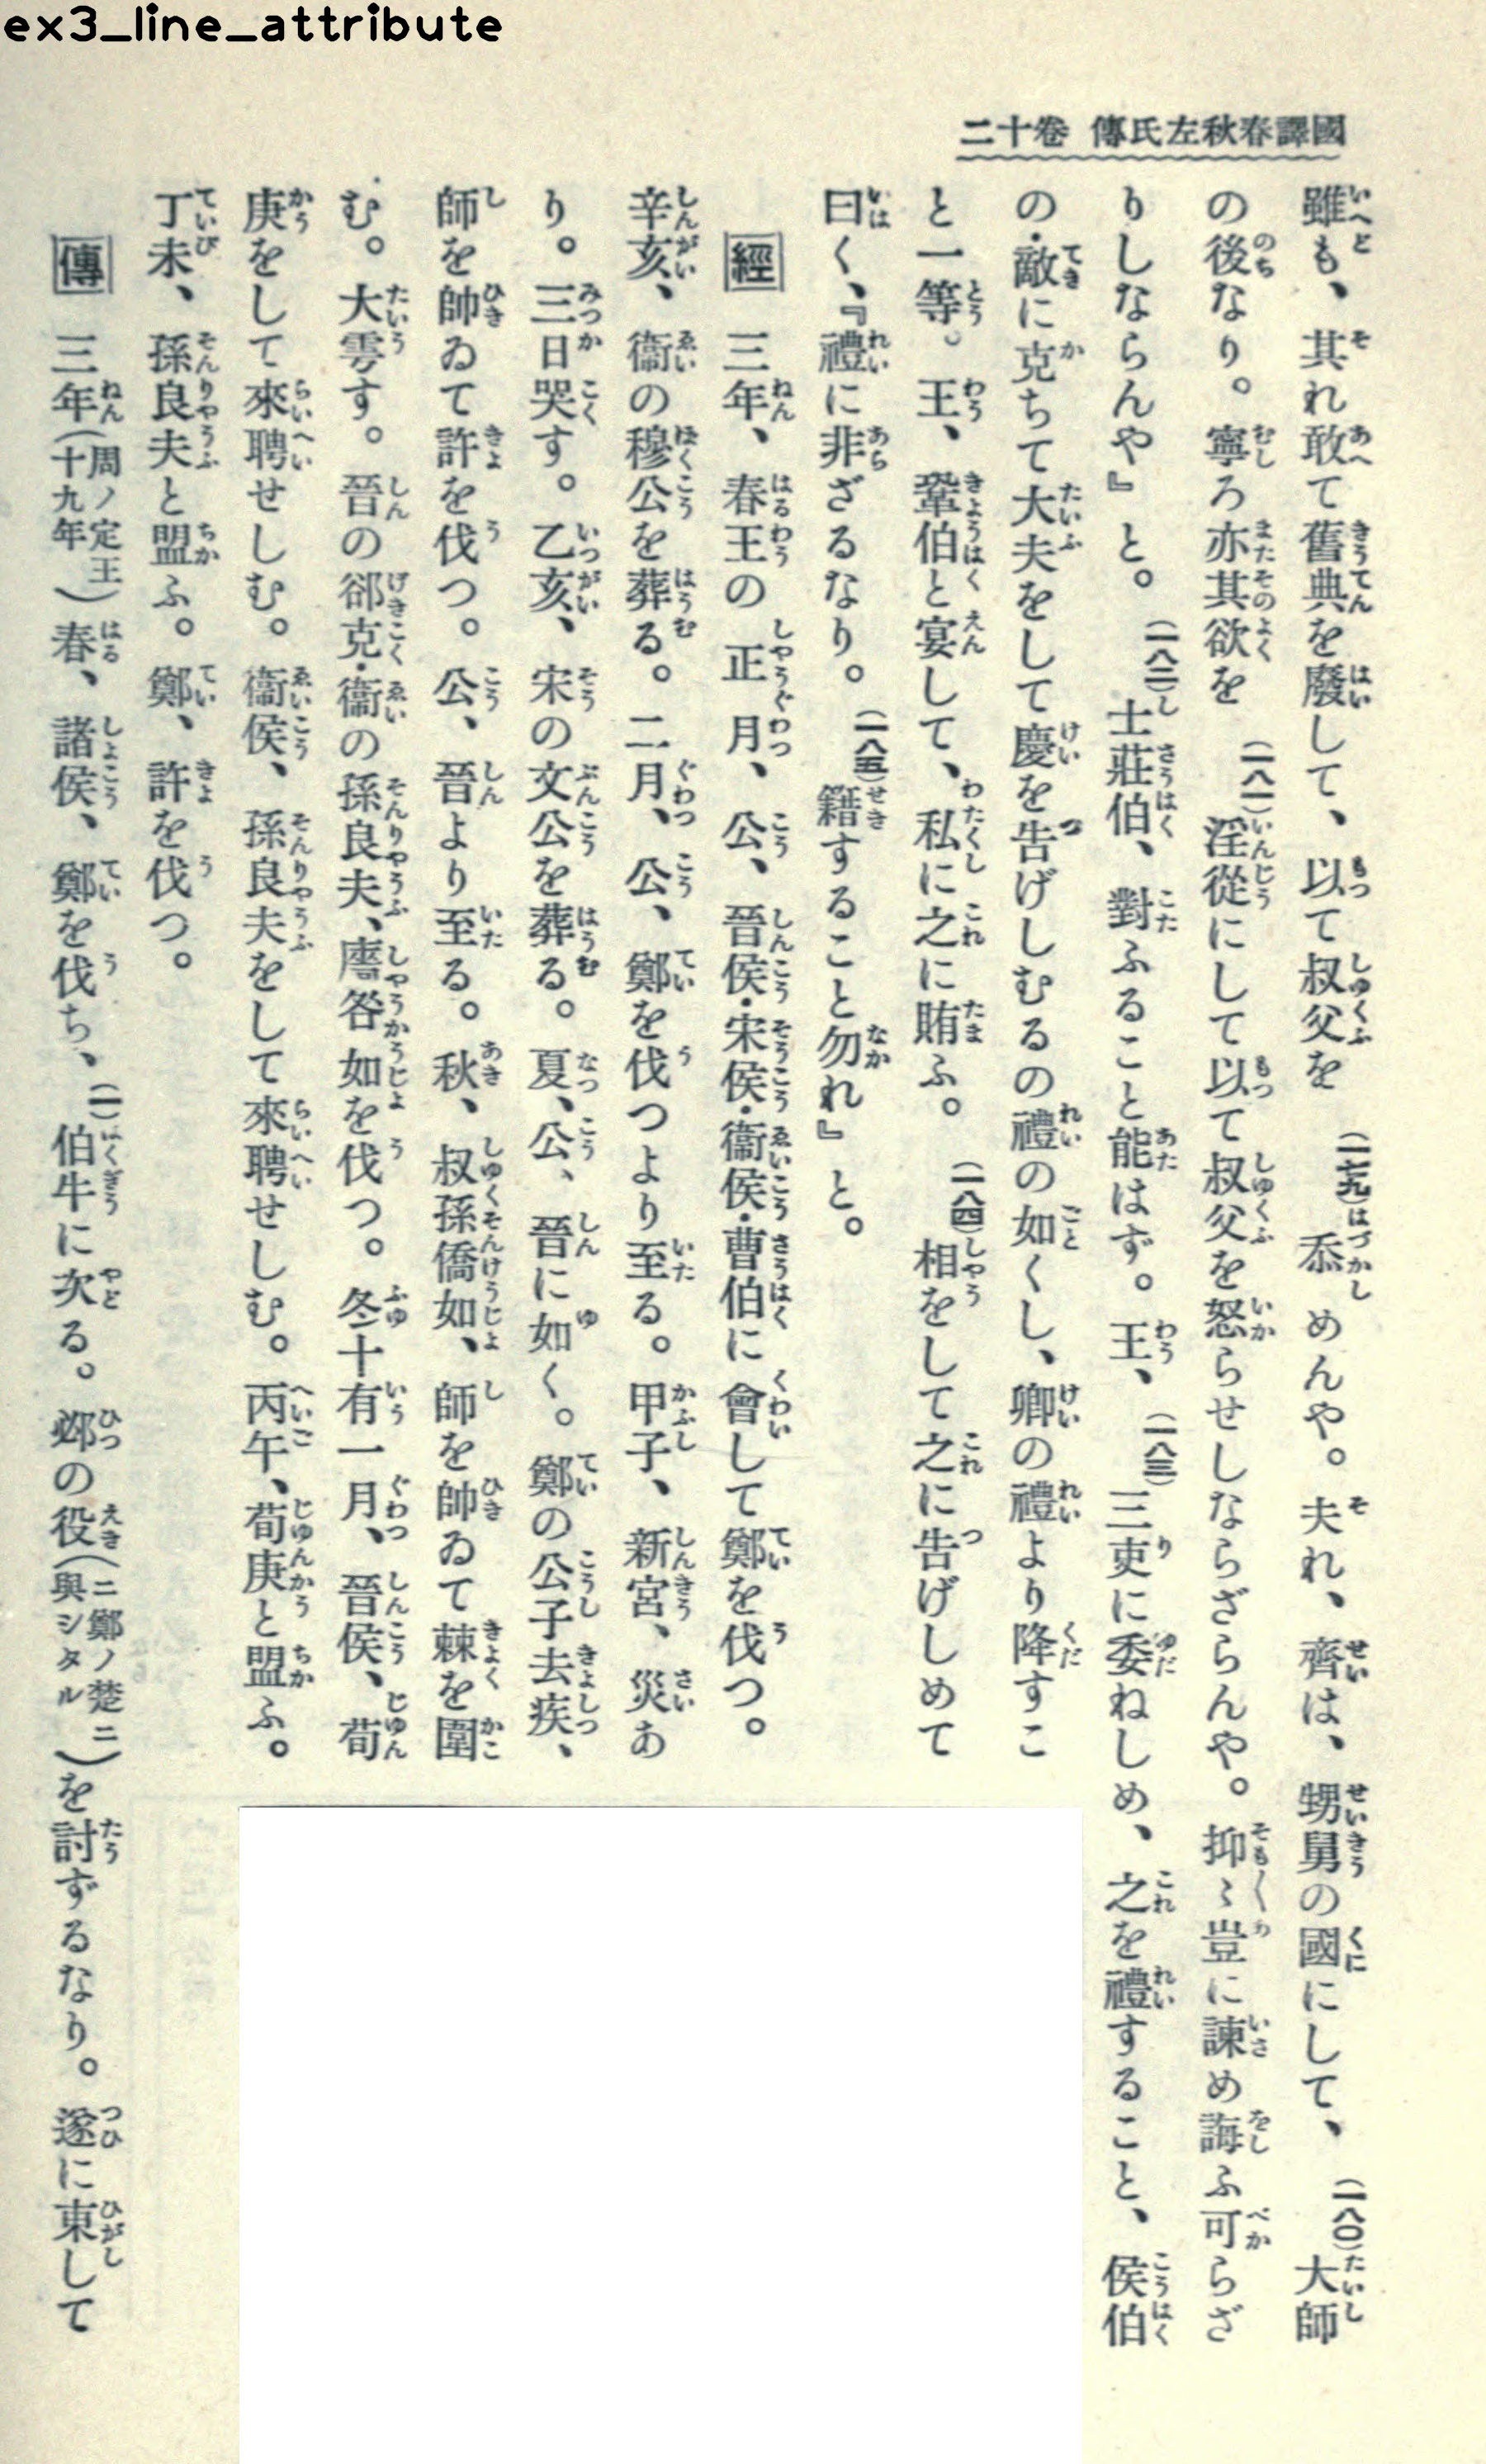 ex3_line_attribute
國譯春秋左氏傳 卷十二
雖も、其れ敢て舊典を廢して、以て叔父を(一七九)忝めんや。夫れ、齊は、甥舅の國にして、(一八〇)大師
の後なり。寧ろ亦其欲を(一八一)淫從にして以て叔父を怒らせしならざらんや。抑〻豈に諫め誨ふ可らざ
りしならんや』と。(一八二)士莊伯、對ふること能はず。王、(一八三)三吏に委ねしめ、之を禮すること、侯伯
の・敵に克ちて大夫をして慶を告げしむるの禮の如くし、卿の禮より降すこ
と一等。王、鞏伯と宴して、私に之に賄ふ。(一八四)相をして之に告げしめて
曰く、『禮に非ざるなり。(一八五)籍すること勿れ』と。
經 三年、春王の正月、公、晉侯・宋侯・衞侯・曹伯に會して鄭を伐つ。
辛亥、衞の穆公を葬る。二月、公、鄭を伐つより至る。甲子、新宮、災あ
り。三日哭す。乙亥、宋の文公を葬る。夏、公、晉に如く。鄭の公子去疾、
師を帥ゐて許を伐つ。公、晉より至る。秋、叔孫僑如、師を帥ゐて棘を圍
む。大雩す。晉の郤克・衞の孫良夫、廧咎如を伐つ。冬十有一月、晉侯、荀
庚をして來聘せしむ。衞侯、孫良夫をして來聘せしむ。丙午、荀庚と盟ふ。
丁未、孫良夫と盟ふ。鄭、許を伐つ。
傳 三年(周ノ定王十九年)春、諸侯、鄭を伐ち、(一)伯牛に次る。邲の役(ニ鄭ノ楚ニ與シタル)を討ずるなり。遂に東して